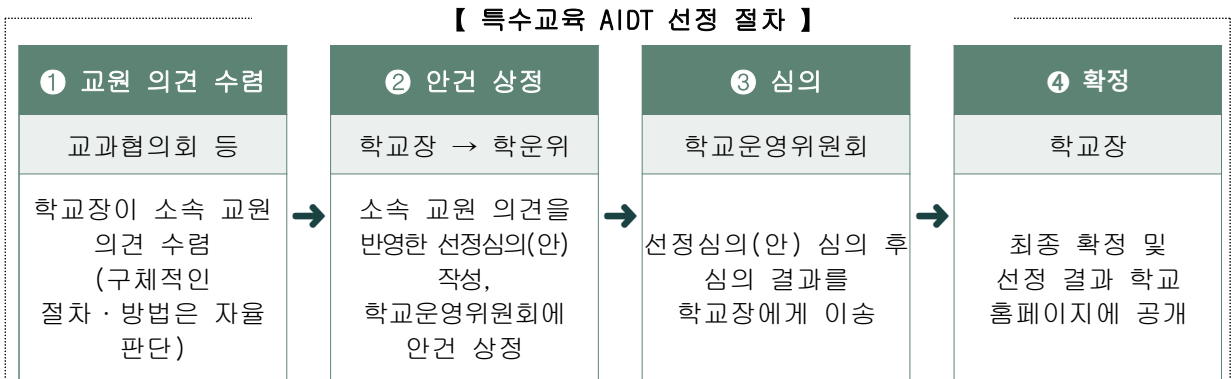 【 특수교육 AIDT 선정 절차 】
❶ 교원 의견 수렴
교과협의회 등
학교장이 소속 교원
의견 수렴
(구체적인
절차·방법은 자율
판단)
➜
❷ 안건 상정
학교장 → 학운위
소속 교원 의견을
반영한 선정심의(안)
작성,
학교운영위원회에
안건 상정
➜
❸ 심의
학교운영위원회
선정심의(안) 심의 후
심의 결과를
학교장에게 이송
➜
❹ 확정
학교장
최종 확정 및
선정 결과 학교
홈페이지에 공개